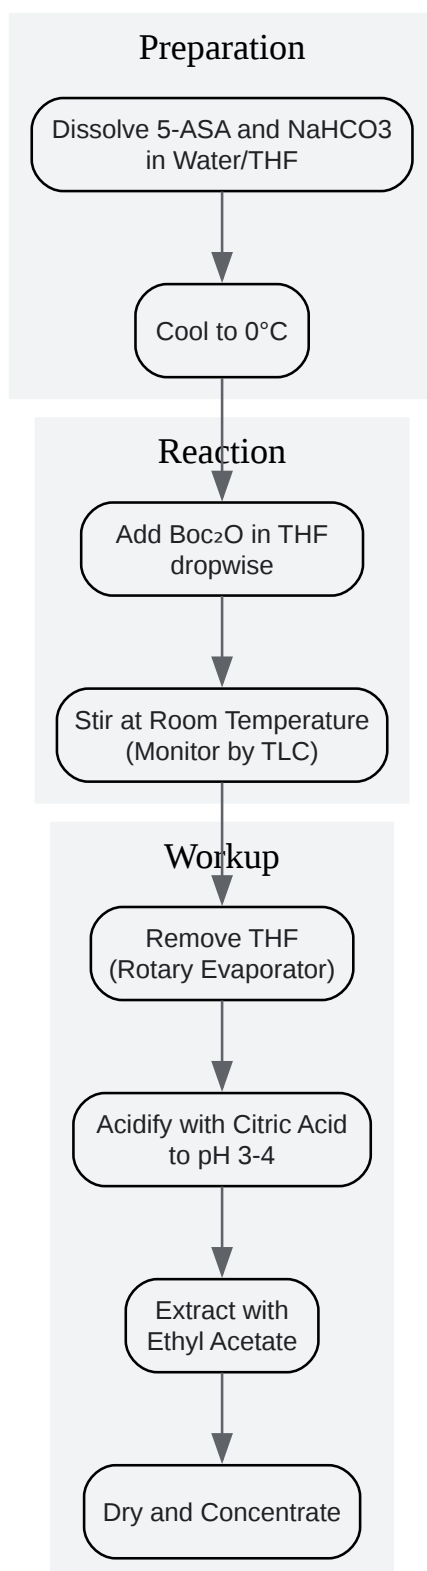 Preparation
Dissolve 5-ASA and NaHCO3
in Water/THF
Cool to 0°C
Reaction
Add Boc₂O in THF
dropwise
Stir at Room Temperature
(Monitor by TLC)
Workup
Remove THF
(Rotary Evaporator)
Acidify with Citric Acid
to pH 3-4
Extract with
Ethyl Acetate
Dry and Concentrate